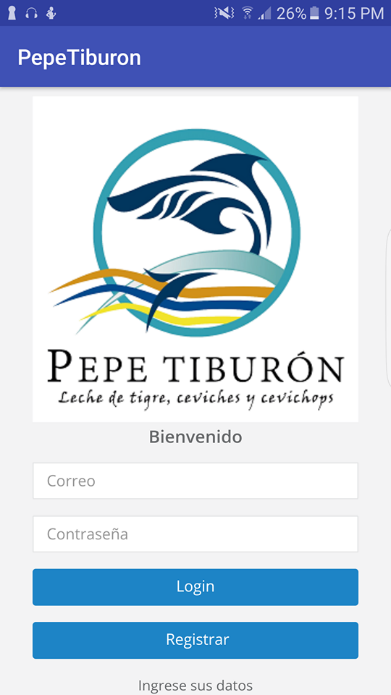 26% 9:15 PM
PepeTiburon
PEPE TIBURÓN
Leche de tigre, ceviches y cevichops
Bienvenido
Correo
Contraseña
Login
Registrar
Ingrese sus datos